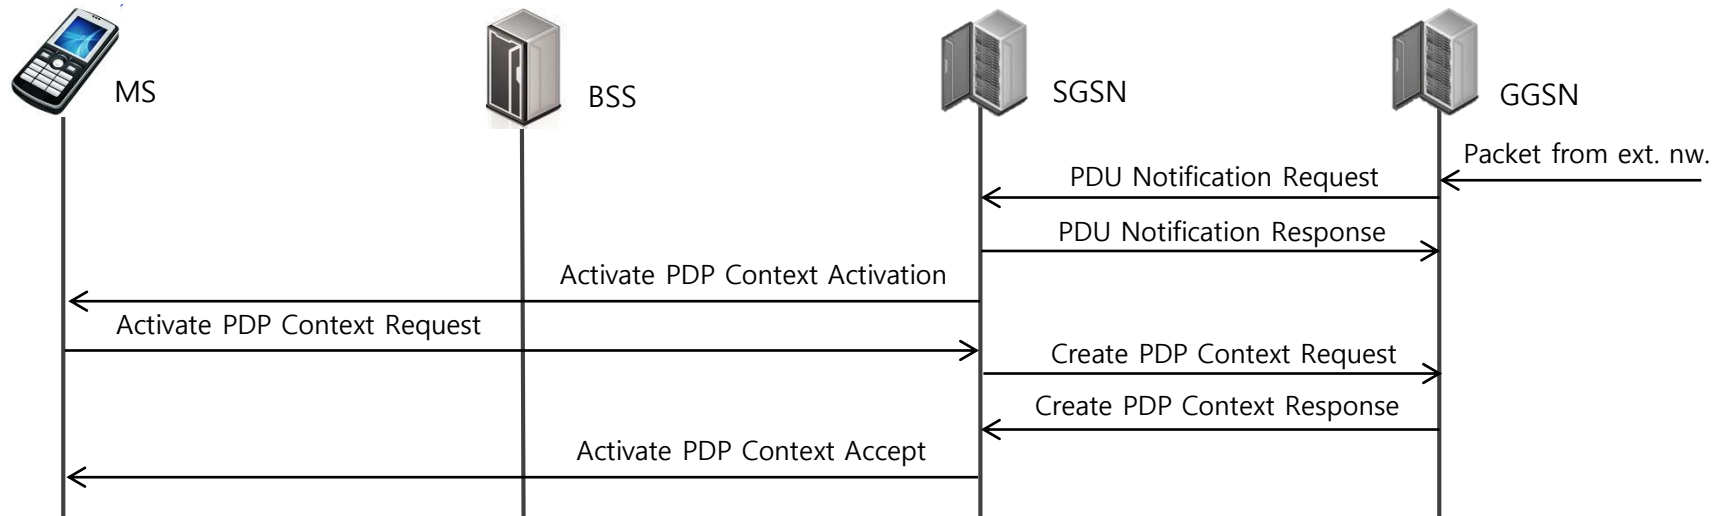 MS
BSS
SGSN
GGSN
Packet from ext. nw.
PDU Notification Request
PDU Notification Response
Activate PDP Context Activation
Activate PDP Context Request
Create PDP Context Request
Create PDP Context Response
Activate PDP Context Accept